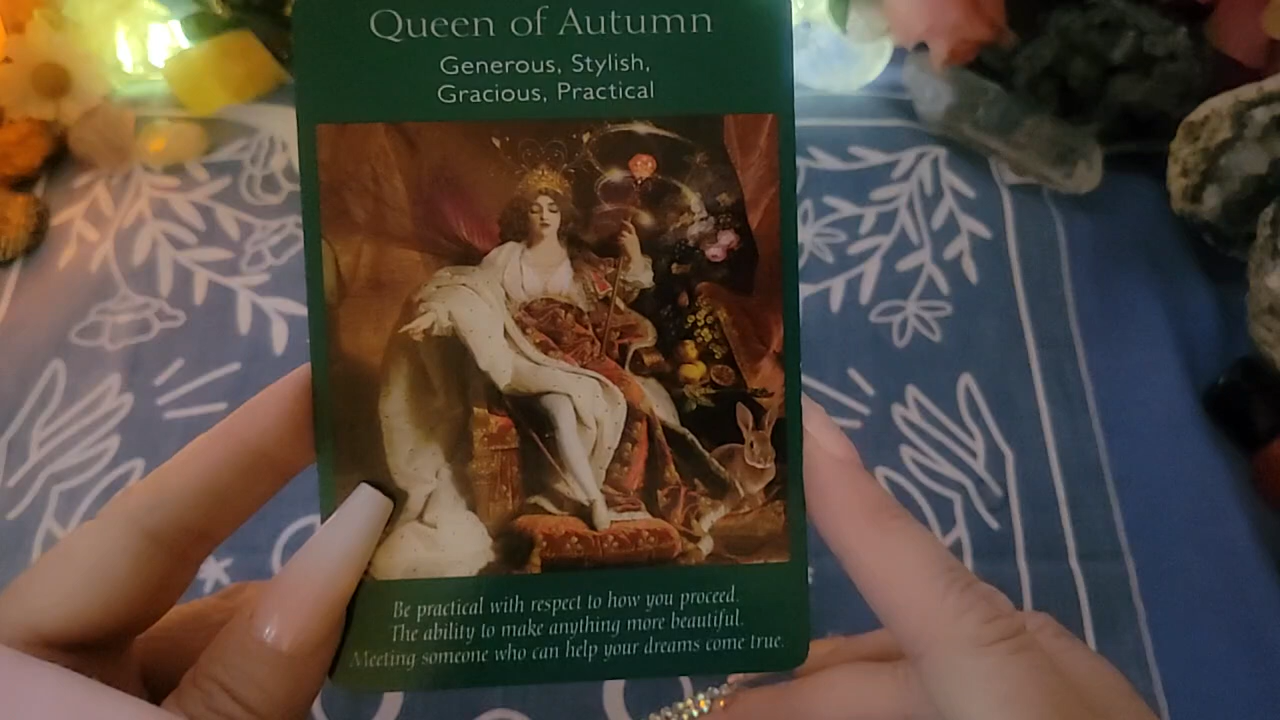 Queen of Autumn
Generous, Stylish,
Gracious, Practical
Be practical with respect to how you proceed.
The ability to make anything more beautiful.
Meeting someone who can help your dreams come true.